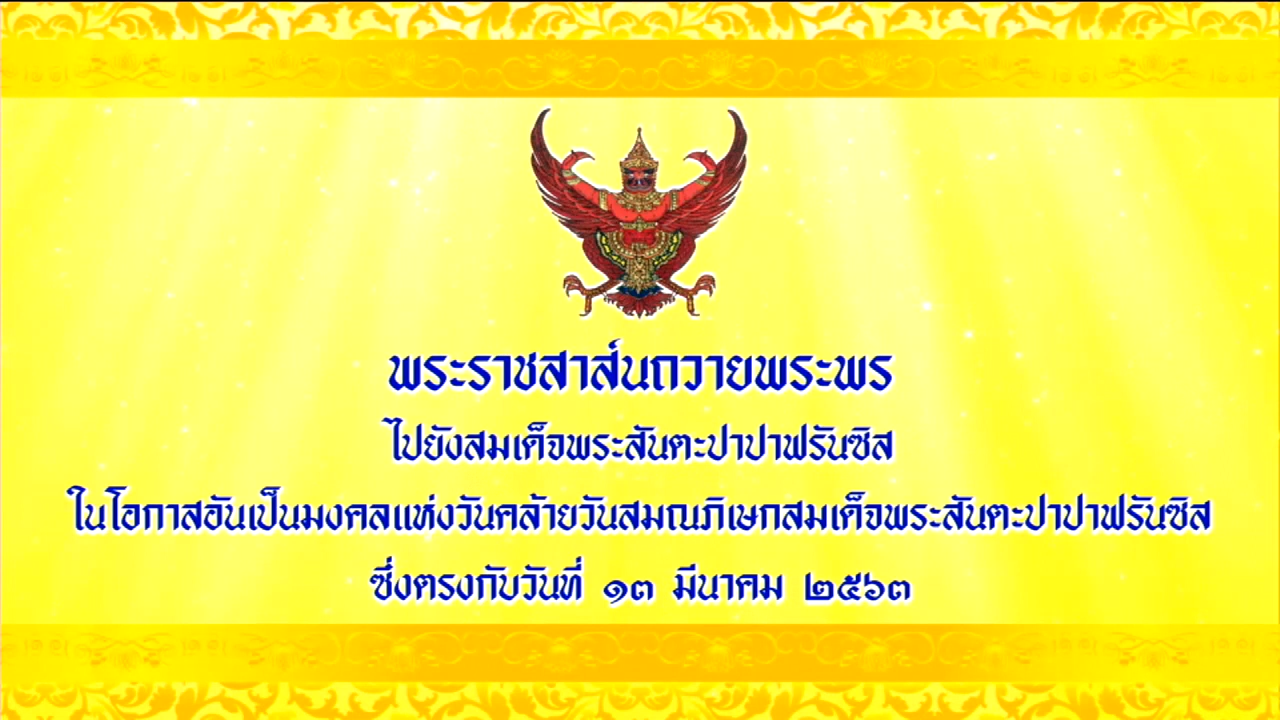 พระราชสาส์นถวายพระพร
ไปยังสมเด็จพระสันตะปาปาฟรันซิส
ในโอกาสอันเป็นมงคลแห่งวันคล้ายวันสมณภิเษกสมเด็จพระสันตะปาปาฟรันซิส
ซึ่งตรงกับวันที่ ๑๓ มีนาคม ๒๕๖๓